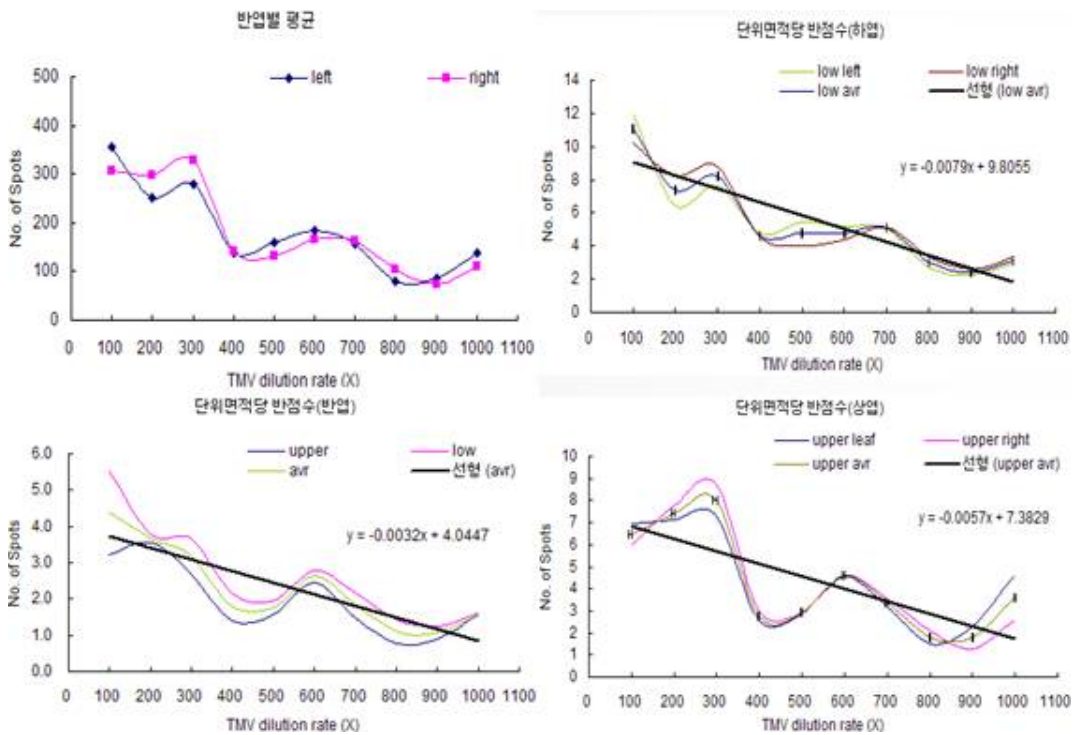 반엽별 평균
left
right
No. of Spots
500
400
300
200
100
0
0 100 200 300 400 500 600 700 800 900 1000 1100
TMV dilution rate (X)
단위면적당 반점수(하엽)
low left
low right
low avr
선형 (low avr)
y = -0.0079x + 9.8055
No. of Spots
14
12
10
8
6
4
2
0
0 100 200 300 400 500 600 700 800 900 1000 1100
TMV dilution rate (X)
단위면적당 반점수(반엽)
upper
low
avr
선형 (avr)
y = -0.0032x + 4.0447
No. of Spots
6.0
5.0
4.0
3.0
2.0
1.0
0.0
0 100 200 300 400 500 600 700 800 900 1000 1100
TMV dilution rate (X)
단위면적당 반점수(상엽)
upper leaf
upper right
upper avr
선형 (upper avr)
y = -0.0057x + 7.3829
No. of Spots
10
9
8
7
6
5
4
3
2
1
0
0 100 200 300 400 500 600 700 800 900 1000 1100
TMV dilution rate (X)